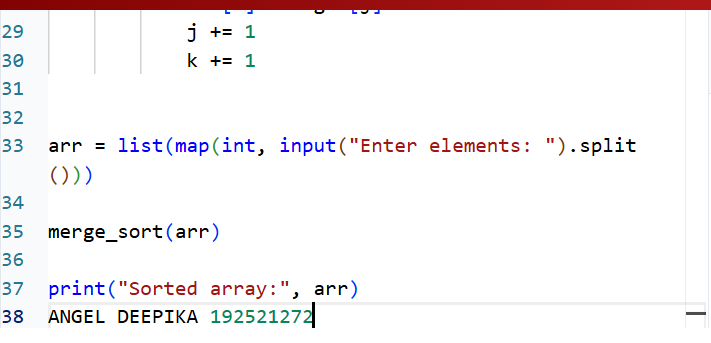 29 j += 1
30 k += 1
31
32
33 arr = list(map(int, input("Enter elements: ").split
()))
34
35 merge_sort(arr)
36
37 print("Sorted array:", arr)
38 ANGEL DEEPIKA 192521272